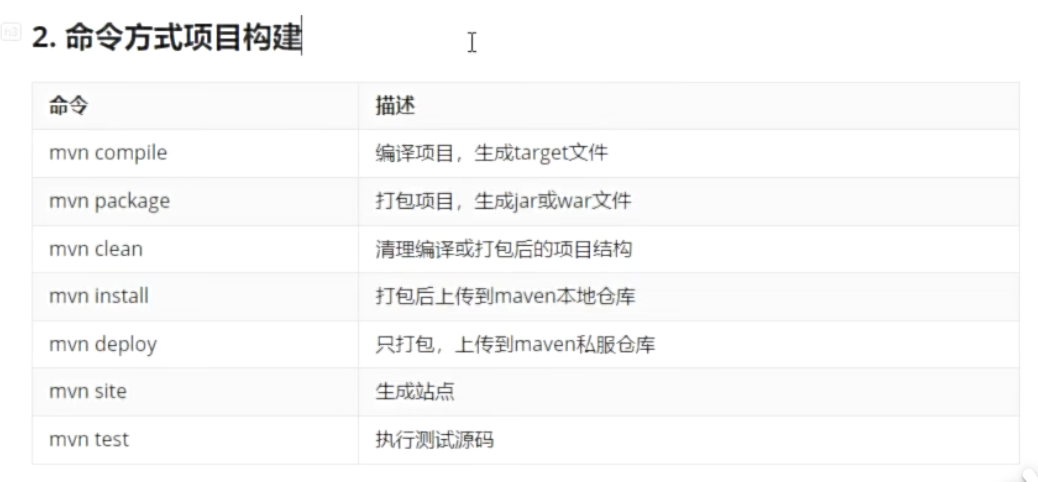 2. 命令方式项目构建
命令 描述
mvn compile 编译项目，生成target文件
mvn package 打包项目，生成jar或war文件
mvn clean 清理编译或打包后的项目结构
mvn install 打包后上传到maven本地仓库
mvn deploy 只打包，上传到maven私服仓库
mvn site 生成站点
mvn test 执行测试源码